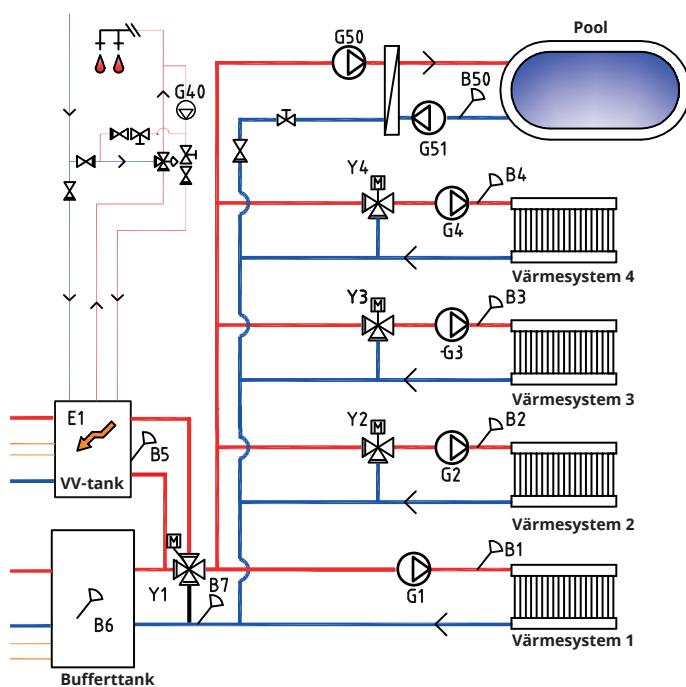 Pool
G50
B50
G40
G51
Y4
M
B4
G4
Värmesystem 4
Y3
M
B3
G3
Värmesystem 3
Y2
M
B2
G2
Värmesystem 2
E1
B5
VV-tank
M
Y1
B7
B1
G1
B6
Värmesystem 1
Bufferttank